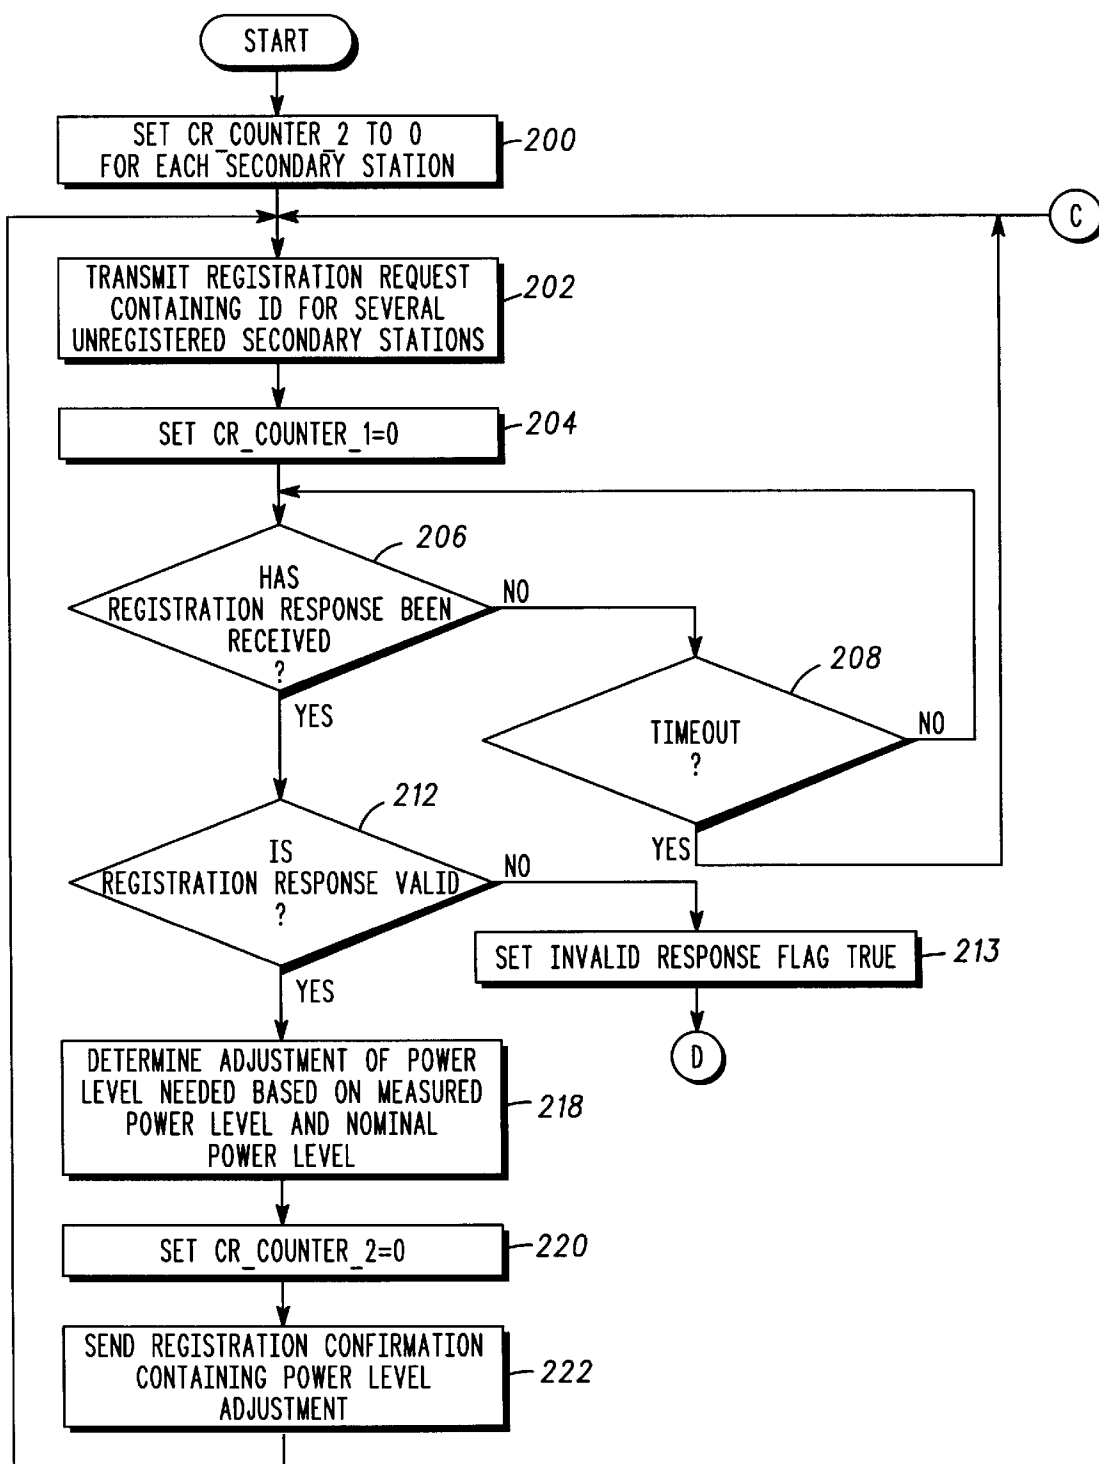 START
SET CR_COUNTER_2 TO 0
FOR EACH SECONDARY STATION
200
C
TRANSMIT REGISTRATION REQUEST
CONTAINING ID FOR SEVERAL
UNREGISTERED SECONDARY STATIONS
202
SET CR_COUNTER_1=0
204
206
HAS
REGISTRATION RESPONSE BEEN
RECEIVED
?
NO
YES
208
TIMEOUT
?
NO
YES
212
IS
REGISTRATION RESPONSE VALID
?
NO
YES
SET INVALID RESPONSE FLAG TRUE
213
D
DETERMINE ADJUSTMENT OF POWER
LEVEL NEEDED BASED ON MEASURED
POWER LEVEL AND NOMINAL
POWER LEVEL
218
SET CR_COUNTER_2=0
220
SEND REGISTRATION CONFIRMATION
CONTAINING POWER LEVEL
ADJUSTMENT
222